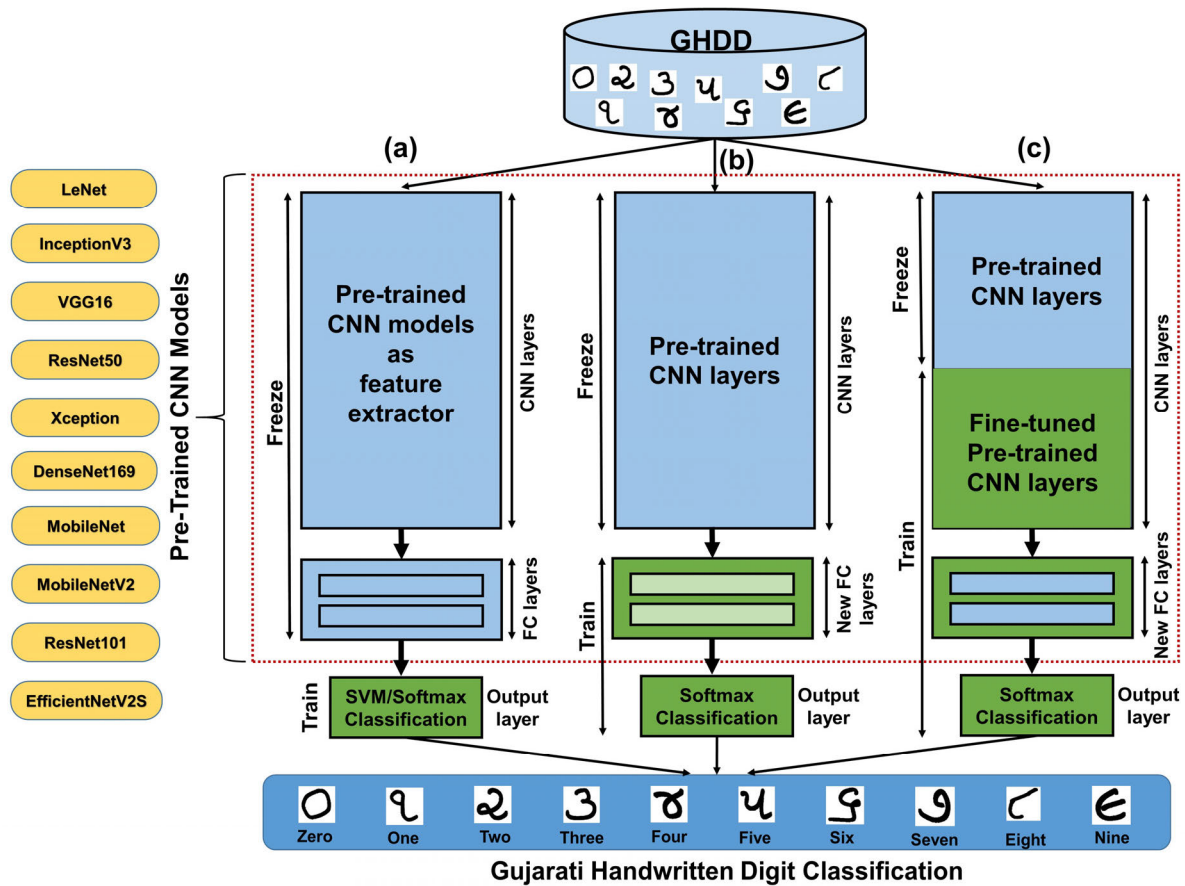 GHDD
૦ ૨ ૩ ૫ ૭ ૮
૧ ૪ ૬ ૯
(a)
(b)
(c)
LeNet
InceptionV3
VGG16
ResNet50
Xception
DenseNet169
MobileNet
MobileNetV2
ResNet101
EfficientNetV2S
Pre-Trained CNN Models
Freeze
Pre-trained
CNN models
as
feature
extractor
CNN layers
FC layers
Train
SVM/Softmax
Classification
Output
layer
Freeze
Pre-trained
CNN layers
CNN layers
Train
New FC
layers
Softmax
Classification
Output
layer
Freeze
Pre-trained
CNN layers
Fine-tuned
Pre-trained
CNN layers
CNN layers
Train
New FC layers
Softmax
Classification
Output
layer
૦ ૧ ૨ ૩ ૪ ૫ ૬ ૭ ૮ ૯
Zero One Two Three Four Five Six Seven Eight Nine
Gujarati Handwritten Digit Classification